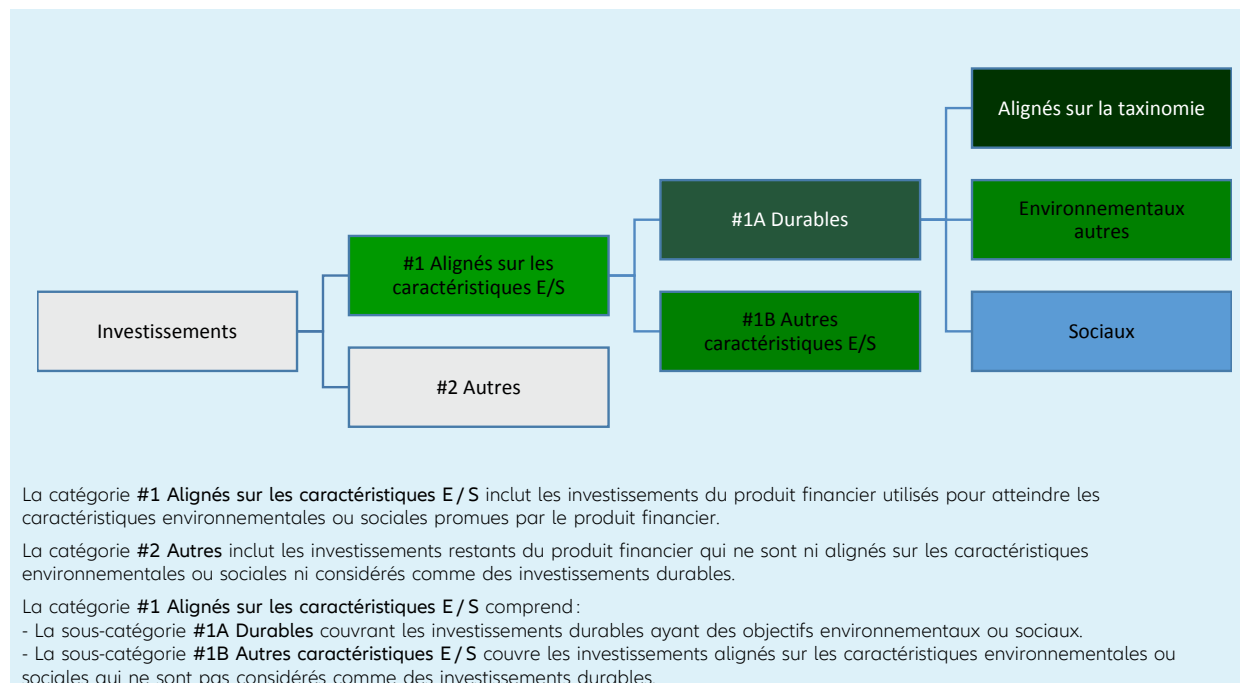 Alignés sur la taxinomie
#1A Durables
Environnementaux
autres
#1 Alignés sur les
caractéristiques E/S
Investissements
#1B Autres
caractéristiques E/S
Sociaux
#2 Autres
La catégorie #1 Alignés sur les caractéristiques E / S inclut les investissements du produit financier utilisés pour atteindre les
caractéristiques environnementales ou sociales promues par le produit financier.
La catégorie #2 Autres inclut les investissements restants du produit financier qui ne sont ni alignés sur les caractéristiques
environnementales ou sociales ni considérés comme des investissements durables.
La catégorie #1 Alignés sur les caractéristiques E / S comprend :
- La sous-catégorie #1A Durables couvrant les investissements durables ayant des objectifs environnementaux ou sociaux.
- La sous-catégorie #1B Autres caractéristiques E / S couvre les investissements alignés sur les caractéristiques environnementales ou
sociales qui ne sont pas considérés comme des investissements durables.